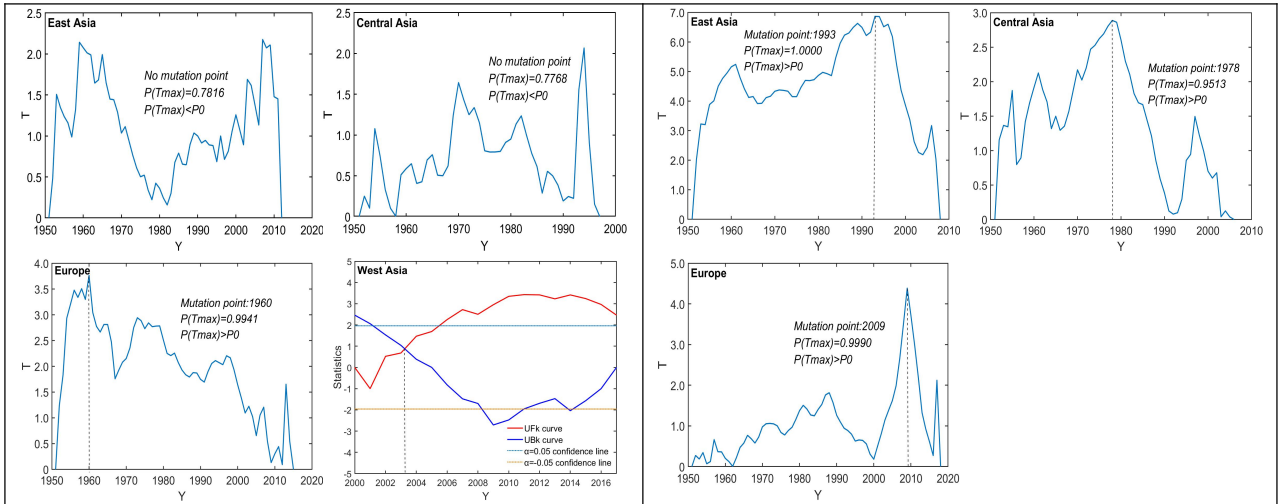 East Asia
2.5
2.0
1.5
1.0
0.5
0
T
No mutation point
P(Tmax)=0.7816
P(Tmax)<P0
1950 1960 1970 1980 1990 2000 2010 2020
Y
Central Asia
2.5
2.0
1.5
1.0
0.5
0
T
No mutation point
P(Tmax)=0.7768
P(Tmax)<P0
1950 1960 1970 1980 1990 2000
Y
East Asia
7.0
6.0
5.0
4.0
3.0
2.0
1.0
0
T
Mutation point:1993
P(Tmax)=1.0000
P(Tmax)>P0
1950 1960 1970 1980 1990 2000 2010
Y
Central Asia
3.0
2.5
2.0
1.5
1.0
0.5
0
T
Mutation point:1978
P(Tmax)=0.9513
P(Tmax)>P0
1950 1960 1970 1980 1990 2000 2010
Y
Europe
4.0
3.5
3.0
2.5
2.0
1.5
1.0
0.5
0
T
Mutation point:1960
P(Tmax)=0.9941
P(Tmax)>P0
1950 1960 1970 1980 1990 2000 2010 2020
Y
West Asia
5
4
3
2
1
0
-1
-2
-3
-4
-5
Statistics
UFk curve
UBk curve
α=0.05 confidence line
α=-0.05 confidence line
2000 2002 2004 2006 2008 2010 2012 2014 2016
Y
Europe
5.0
4.0
3.0
2.0
1.0
0
T
Mutation point:2009
P(Tmax)=0.9990
P(Tmax)>P0
1950 1960 1970 1980 1990 2000 2010 2020
Y